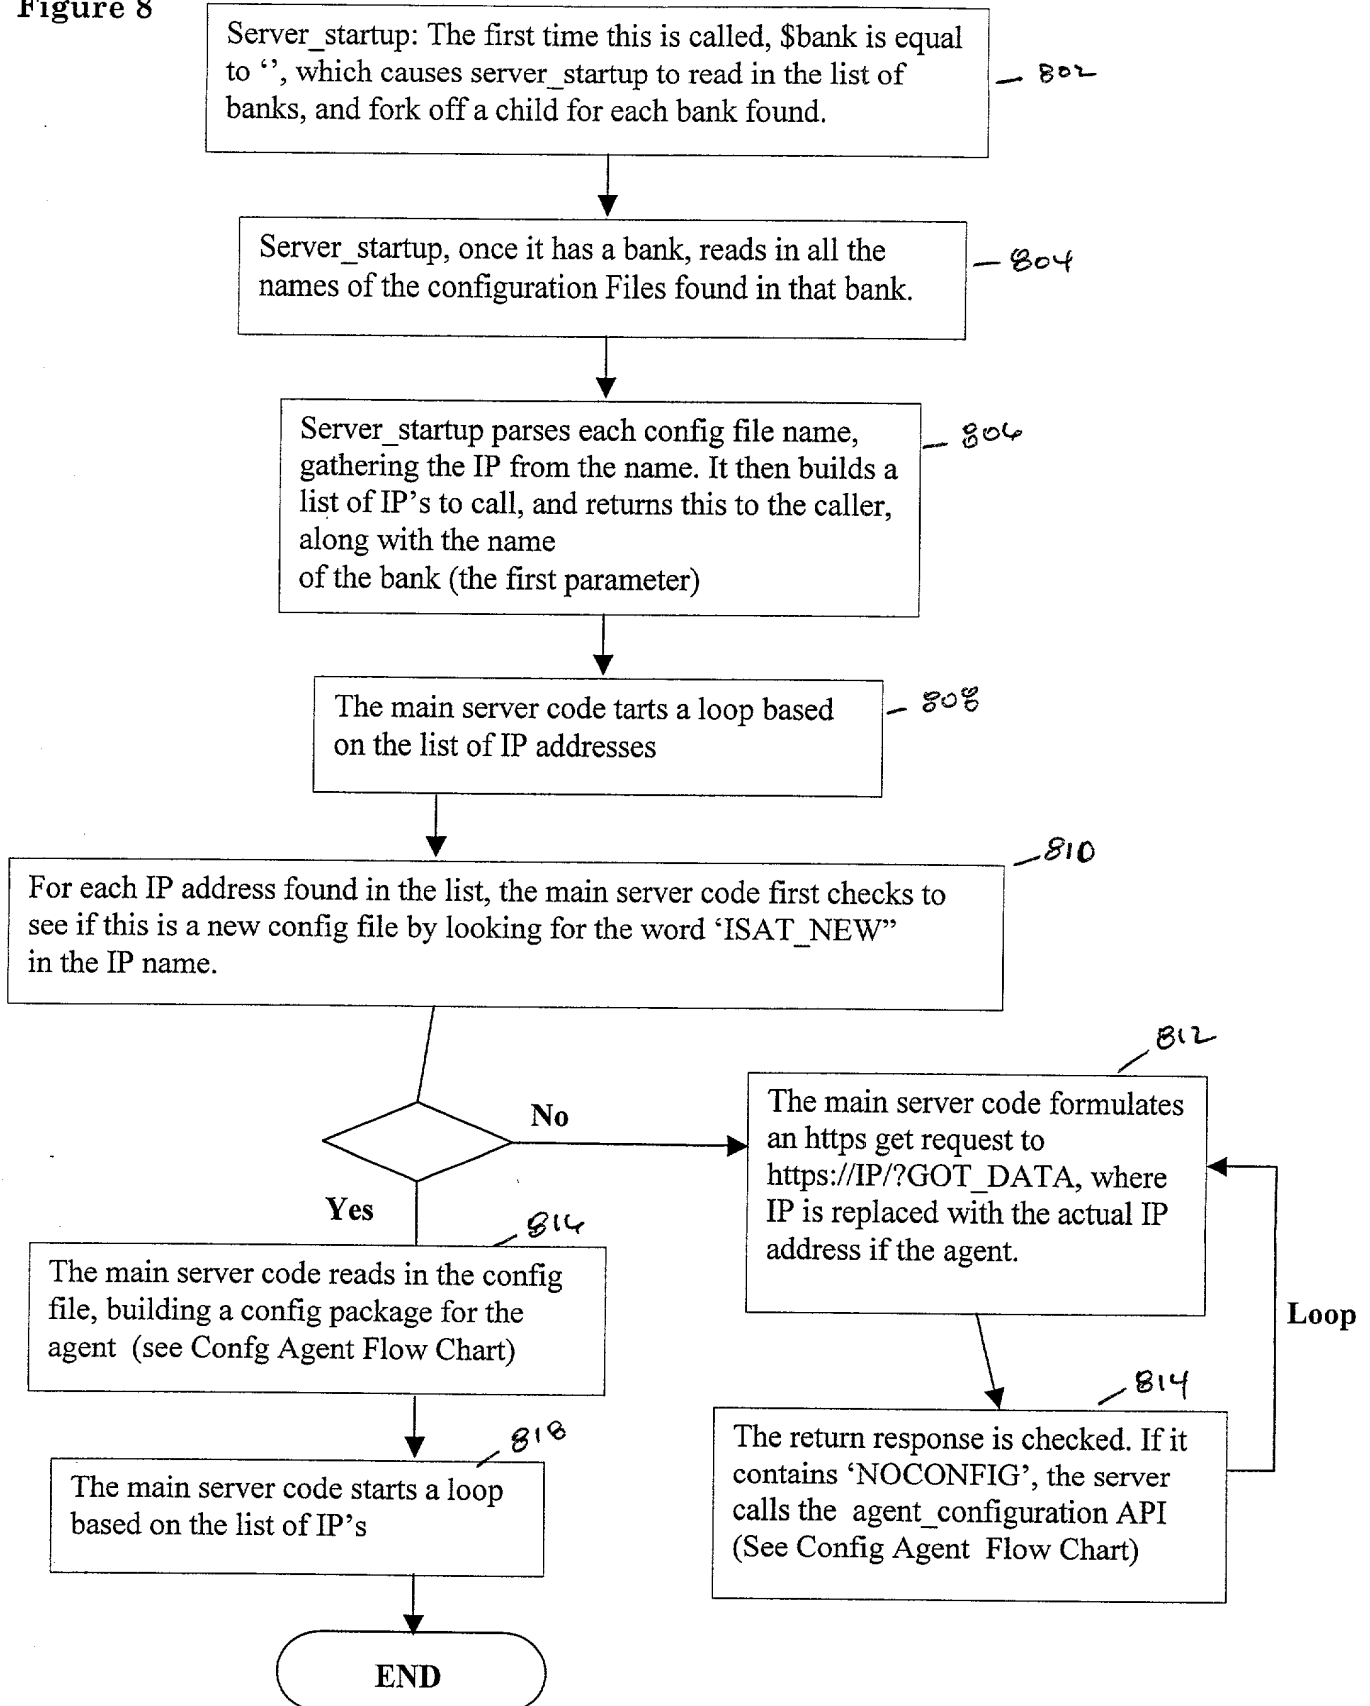 Figure 8
Server_startup: The first time this is called, $bank is equal
to ‘’, which causes server_startup to read in the list of
banks, and fork off a child for each bank found.
802
Server_startup, once it has a bank, reads in all the
names of the configuration Files found in that bank.
804
Server_startup parses each config file name,
gathering the IP from the name. It then builds a
list of IP’s to call, and returns this to the caller,
along with the name
of the bank (the first parameter)
806
The main server code tarts a loop based
on the list of IP addresses
808
For each IP address found in the list, the main server code first checks to
see if this is a new config file by looking for the word ‘ISAT_NEW”
in the IP name.
810
No
812
The main server code formulates
an https get request to
https://IP/?GOT_DATA, where
IP is replaced with the actual IP
address if the agent.
Yes
816
The main server code reads in the config
file, building a config package for the
agent (see Confg Agent Flow Chart)
Loop
814
The return response is checked. If it
contains ‘NOCONFIG’, the server
calls the agent_configuration API
(See Config Agent Flow Chart)
818
The main server code starts a loop
based on the list of IP’s
END